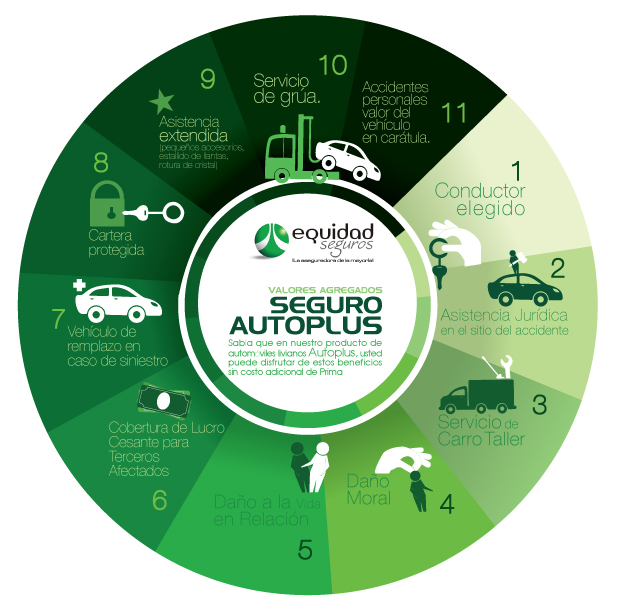 equidad
seguros
¡La aseguradora de la mayoría!
VALORES AGREGADOS
SEGURO
AUTOPLUS
Sabía que en nuestro producto de
autom: viles livianos Autoplus, usted
puede disfrutar de estos beneficios
sin costo adicional de Prima
1
Conductor
elegido
2
Asistencia Jurídica
en el sitio del accidente
3
Servicio de
Carro Taller
4
Daño
Moral
5
Daño a la Vida
en Relación
6
Cobertura de Lucro
Cesante para
Terceros
Afectados
7
Vehículo de
remplazo en
caso de siniestro
8
Cartera
protegida
9
Asistencia
extendida
(pequeños accesorios,
estallido de llantas,
rotura de cristal)
10
Servicio
de grúa.
11
Accidentes
personales
valor del
vehículo
en carátula.